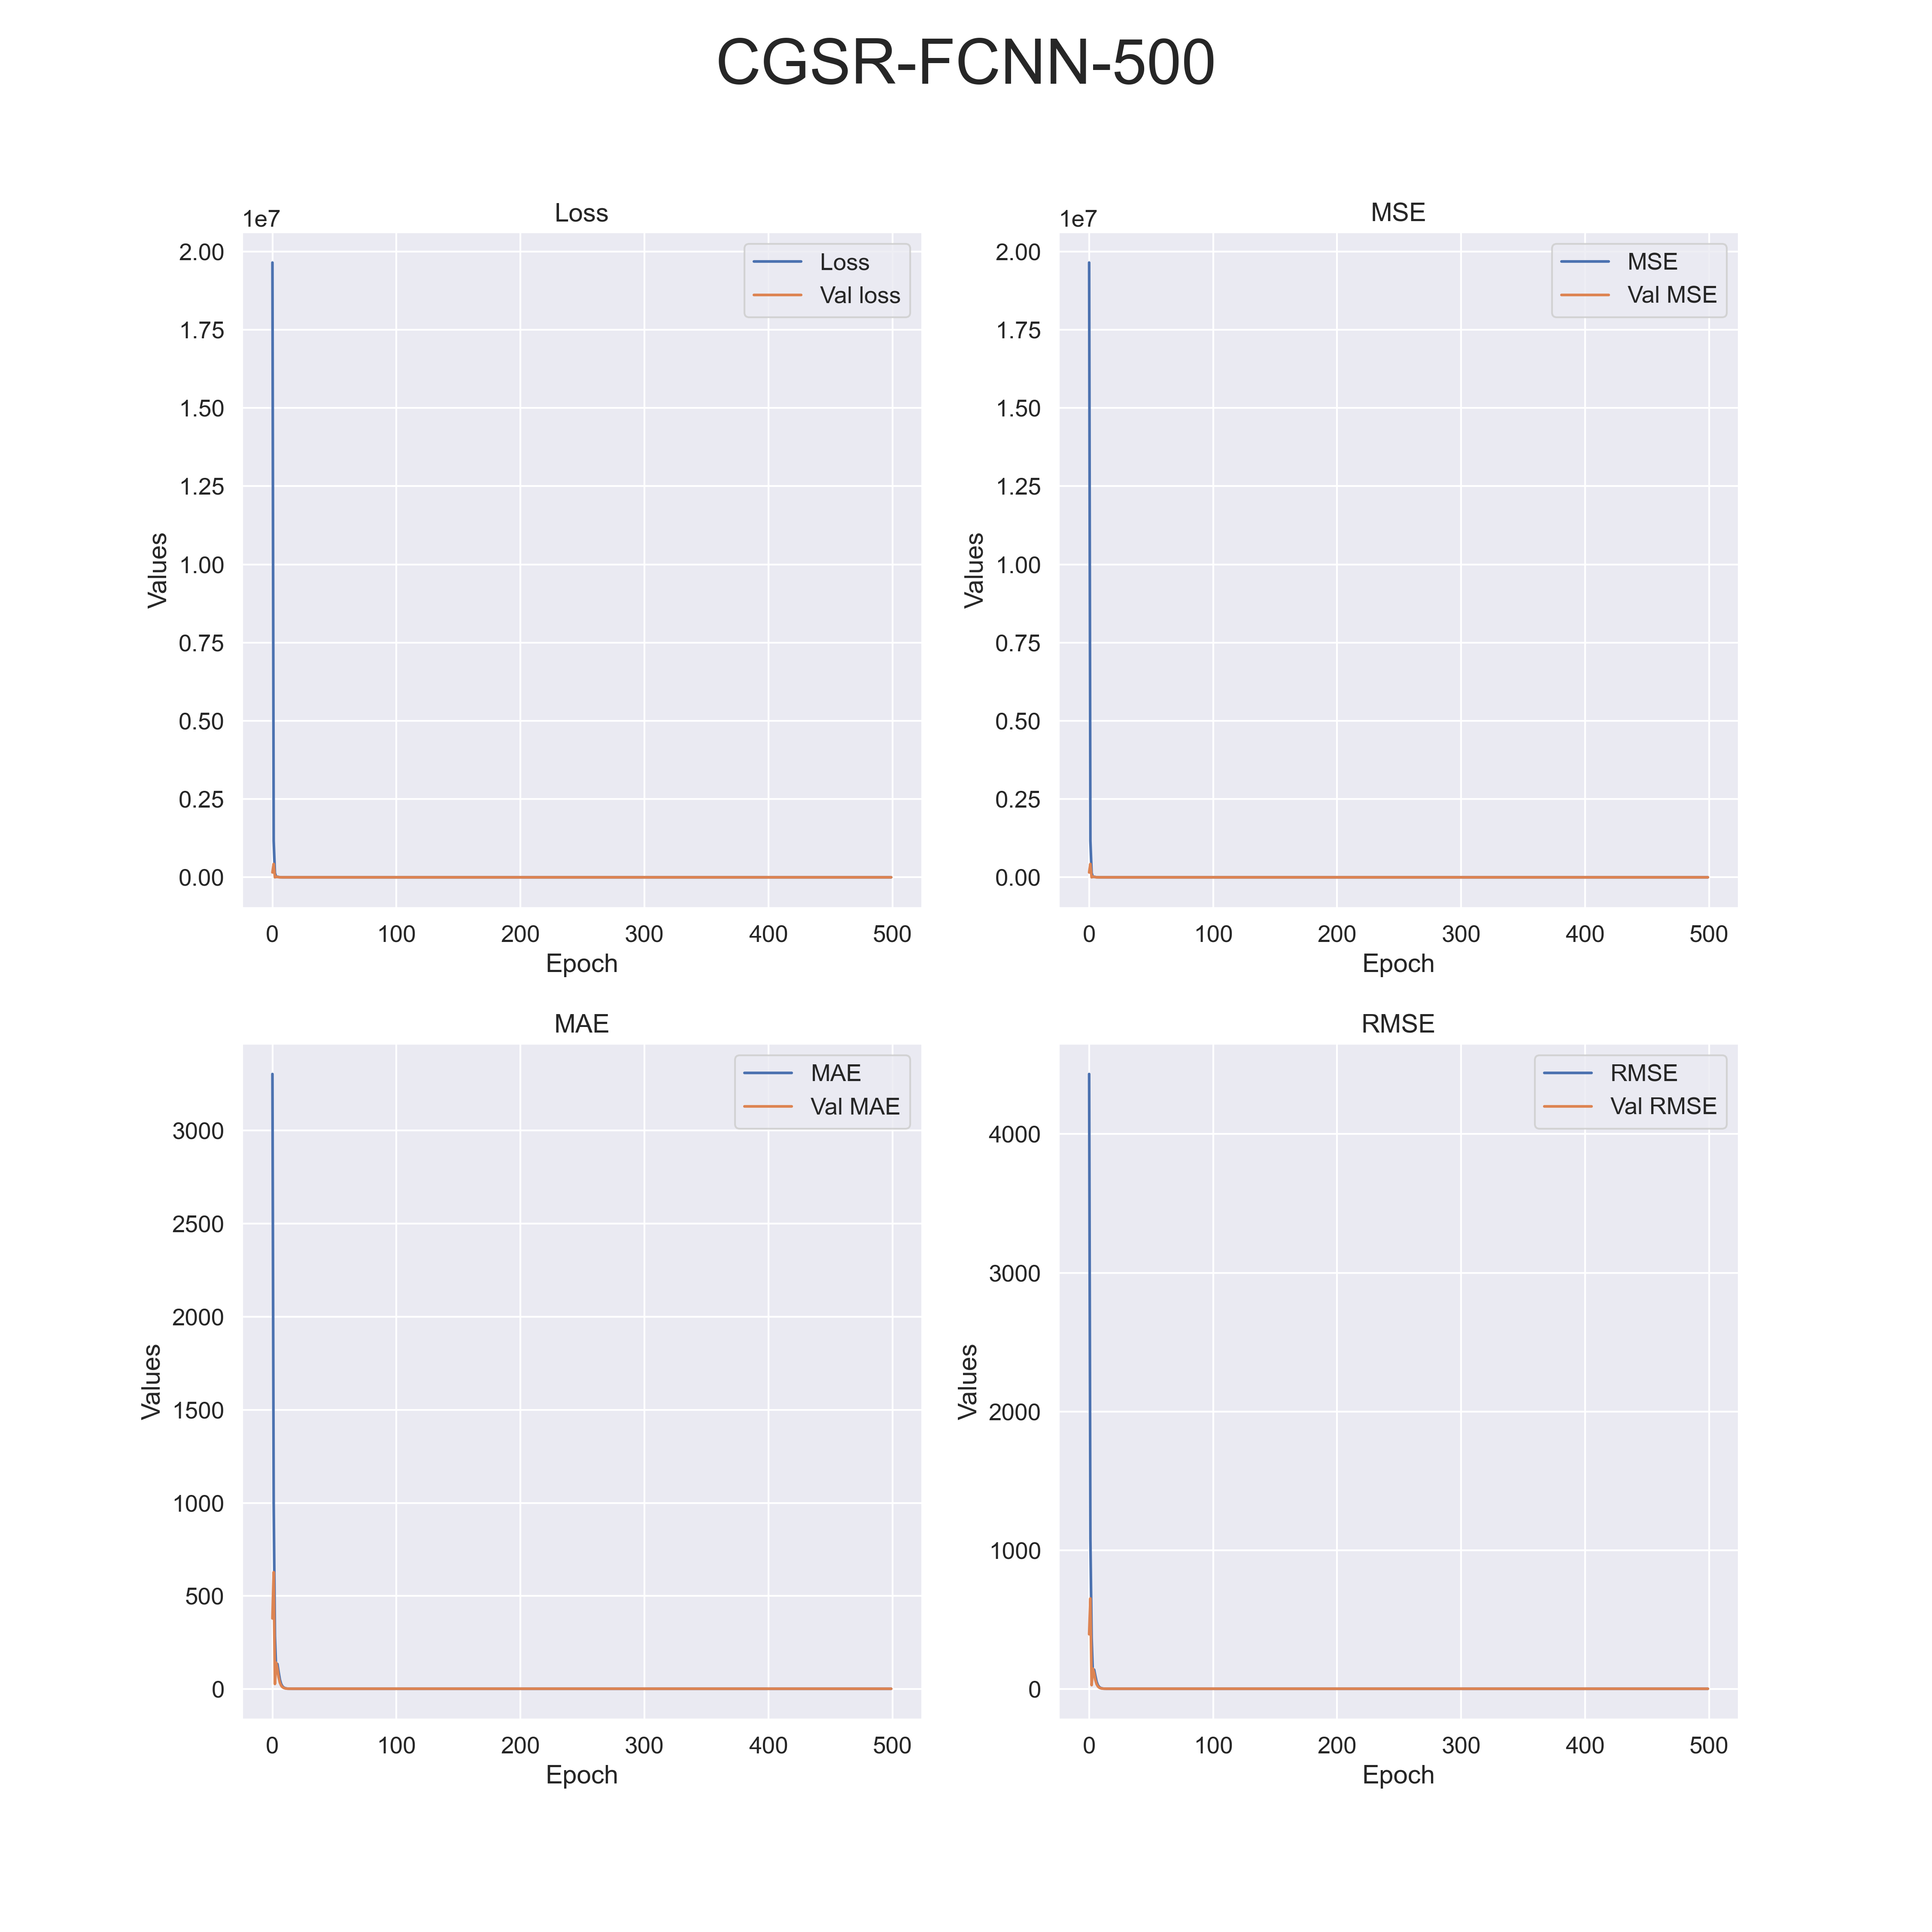 CGSR-FCNN-500
Loss
1e7
2.00
1.75
1.50
1.25
1.00
0.75
0.50
0.25
0.00
Values
0 100 200 300 400 500
Epoch
Loss
Val loss
MSE
1e7
2.00
1.75
1.50
1.25
1.00
0.75
0.50
0.25
0.00
Values
0 100 200 300 400 500
Epoch
MSE
Val MSE
MAE
3000
2500
2000
1500
1000
500
0
Values
0 100 200 300 400 500
Epoch
MAE
Val MAE
RMSE
4000
3000
2000
1000
0
Values
0 100 200 300 400 500
Epoch
RMSE
Val RMSE